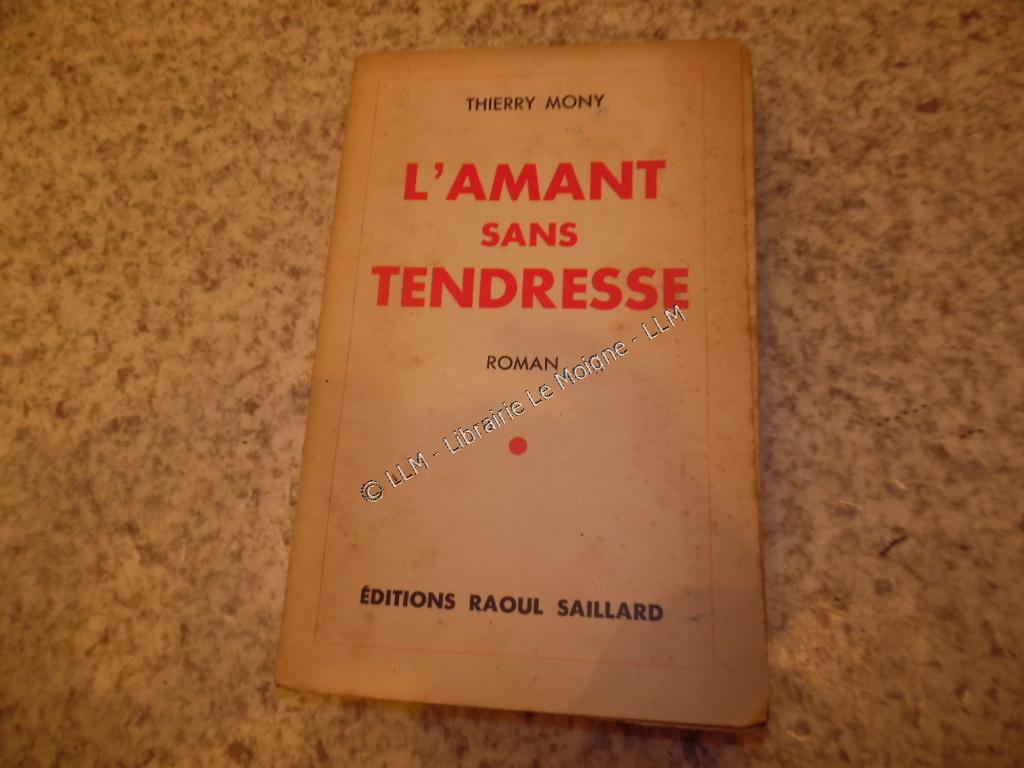 THIERRY MONY
L'AMANT
SANS
TENDRESSE
ROMAN
© LLM - Librairie Le Moigne - LLM
ÉDITIONS RAOUL SAILLARD